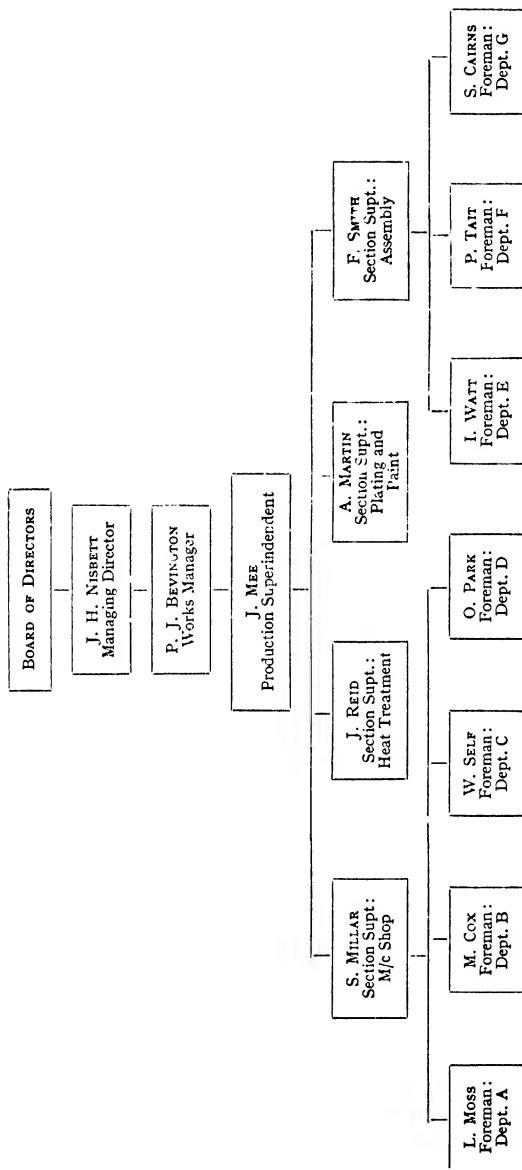 BOARD OF DIRECTORS
J. H. NISBETT
Managing Director
P. J. BEVINGTON
Works Manager
J. MEE
Production Superindendent
S. MILLAR
Section Supt:
M/c Shop
J. REID
Section Supt.:
Heat Treatment
A. MARTIN
Section Supt.:
Plating and
Paint
F. SMITH
Section Supt.:
Assembly
L. MOSS
Foreman:
Dept. A
M. COX
Foreman:
Dept. B
W. SELF
Foreman:
Dept. C
O. PARK
Foreman:
Dept. D
I. WATT
Foreman:
Dept. E
P. TAIT
Foreman:
Dept. F
S. CAIRNS
Foreman:
Dept. G